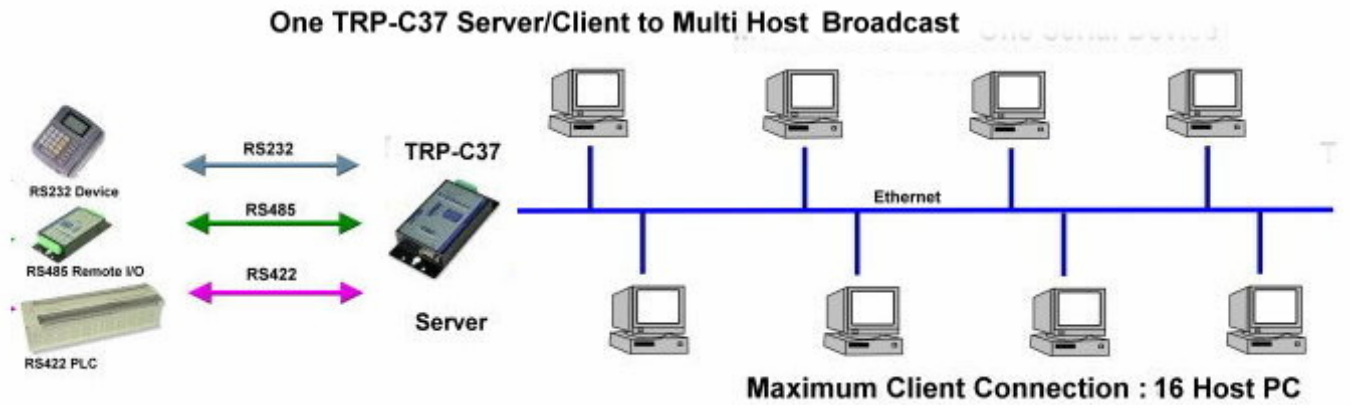 One TRP-C37 Server/Client to Multi Host Broadcast
RS232 Device
RS485 Remote I/O
RS422 PLC
RS232
RS485
RS422
TRP-C37
Server
Ethernet
Maximum Client Connection : 16 Host PC